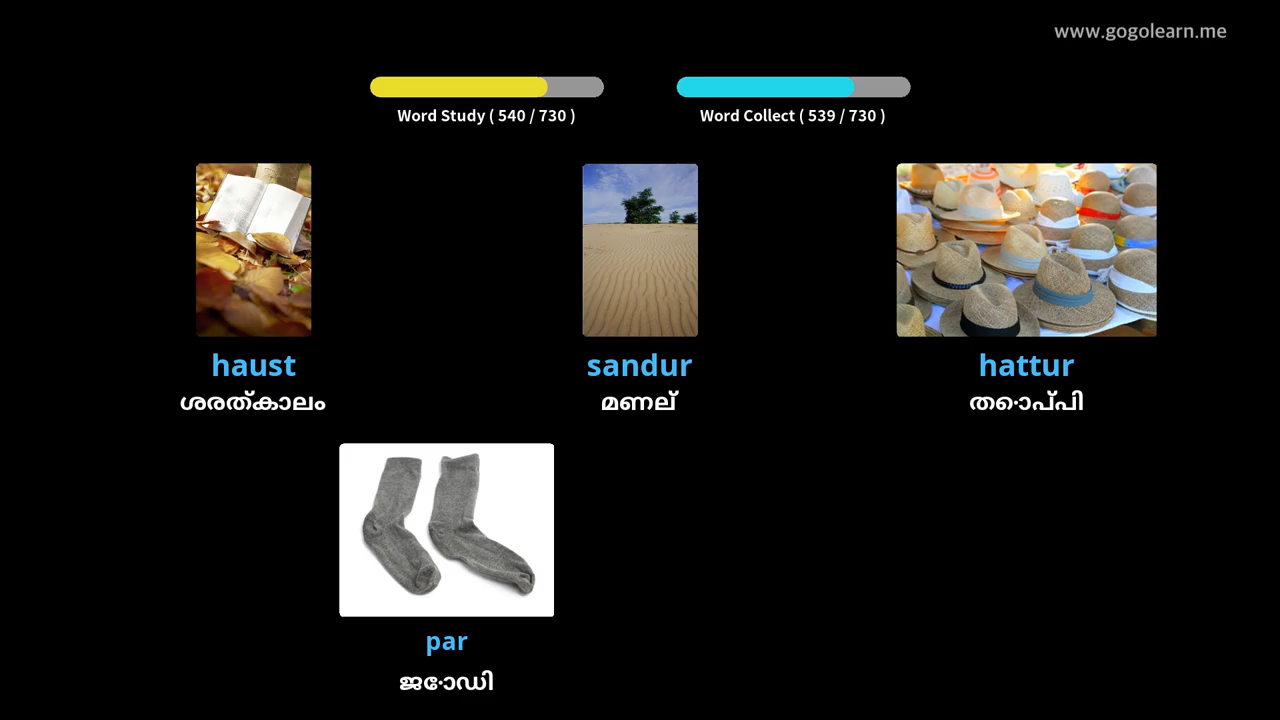 www.gogolearn.me
Word Study ( 540 / 730 )
Word Collect ( 539 / 730 )
haust
sandur
hattur
ശരത്കാലം
മണല്
തൊപ്പി
par
ജോഡി